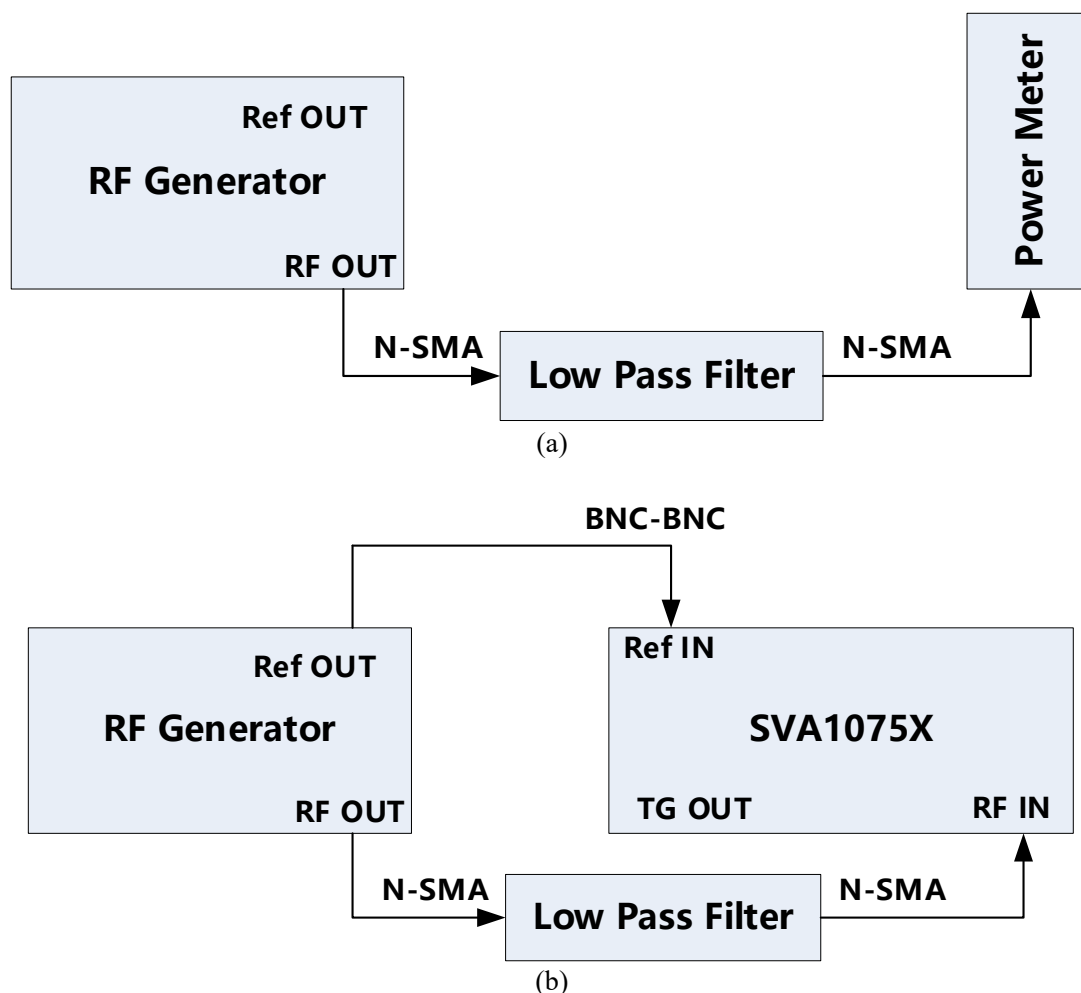 Ref OUT
RF Generator
RF OUT
Power Meter
N-SMA
Low Pass Filter
N-SMA
(a)
BNC-BNC
Ref OUT
RF Generator
RF OUT
Ref IN
SVA1075X
TG OUT
RF IN
N-SMA
Low Pass Filter
N-SMA
(b)